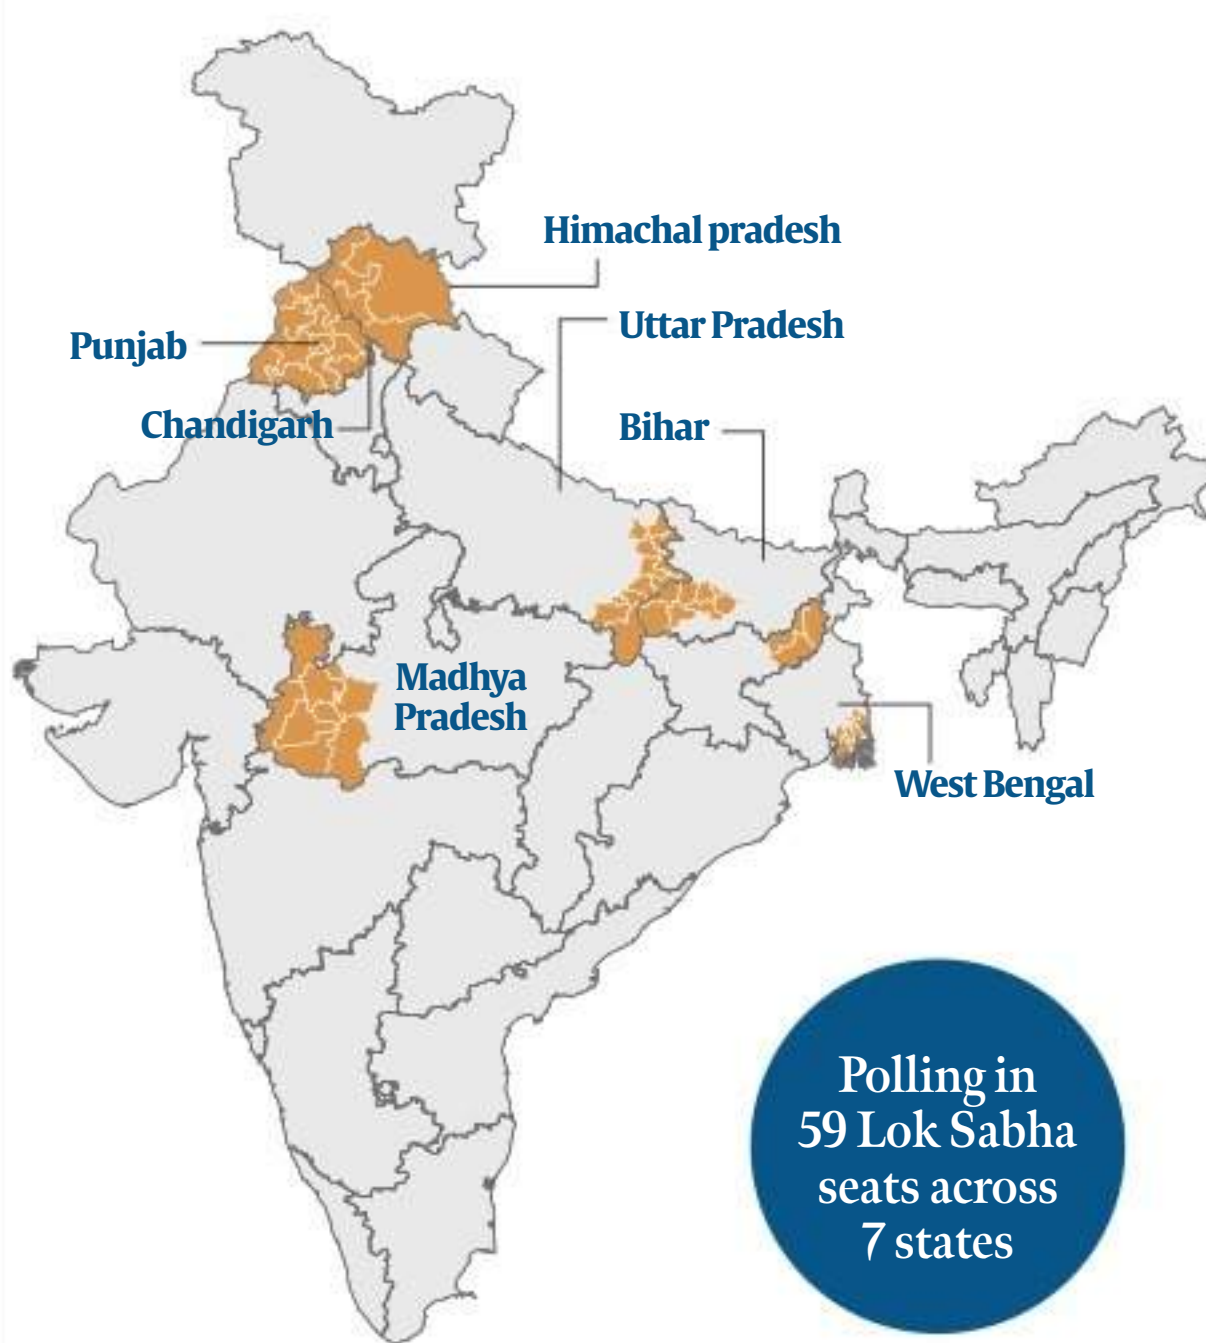 Himachal pradesh
Uttar Pradesh
Punjab
Chandigarh
Bihar
Madhya
Pradesh
West Bengal
Polling in
59 Lok Sabha
seats across
7 states